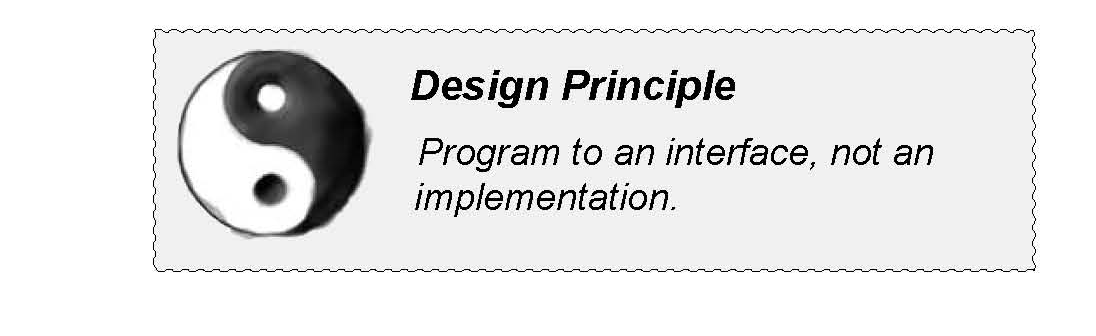 Design Principle
Program to an interface, not an
implementation.